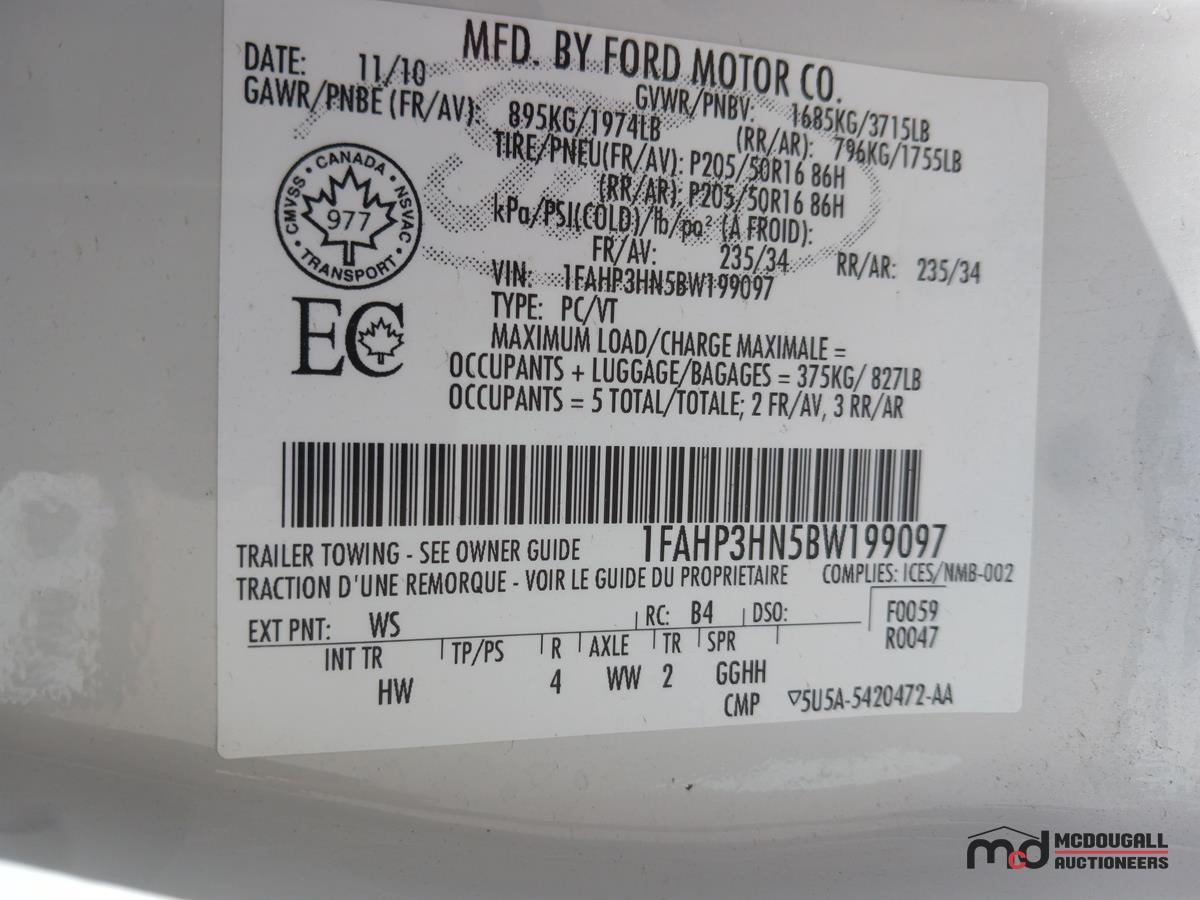 MFD. BY FORD MOTOR CO.
DATE: 11/10 GVWR/PNBV: 1685KG/3715LB
GAWR/PNBE (FR/AV): 895KG/1974LB (RR/AR): 796KG/1755LB
TIRE/PNEU(FR/AV): P205/50R16 86H
(RR/AR): P205/50R16 86H
kPa/PSI(COLD)/lb/po² (À FROID):
FR/AV: 235/34 RR/AR: 235/34
VIN: 1FAHP3HN5BW199097
TYPE: PC/VT
MAXIMUM LOAD/CHARGE MAXIMALE =
OCCUPANTS + LUGGAGE/BAGAGES = 375KG/ 827LB
OCCUPANTS = 5 TOTAL/TOTALE; 2 FR/AV, 3 RR/AR
CANADA • NSVAC • TRANSPORT • CMVSS •
977
EC
1FAHP3HN5BW199097
TRAILER TOWING - SEE OWNER GUIDE
TRACTION D'UNE REMORQUE - VOIR LE GUIDE DU PROPRIETAIRE COMPLIES: ICES/NMB-002
EXT PNT: WS RC: B4 DSO: F0059
R0047
INT TR TP/PS R AXLE TR SPR
HW 4 WW 2 GGHH
CMP 5U5A-5420472-AA
mcd MCDOUGALL
AUCTIONEERS